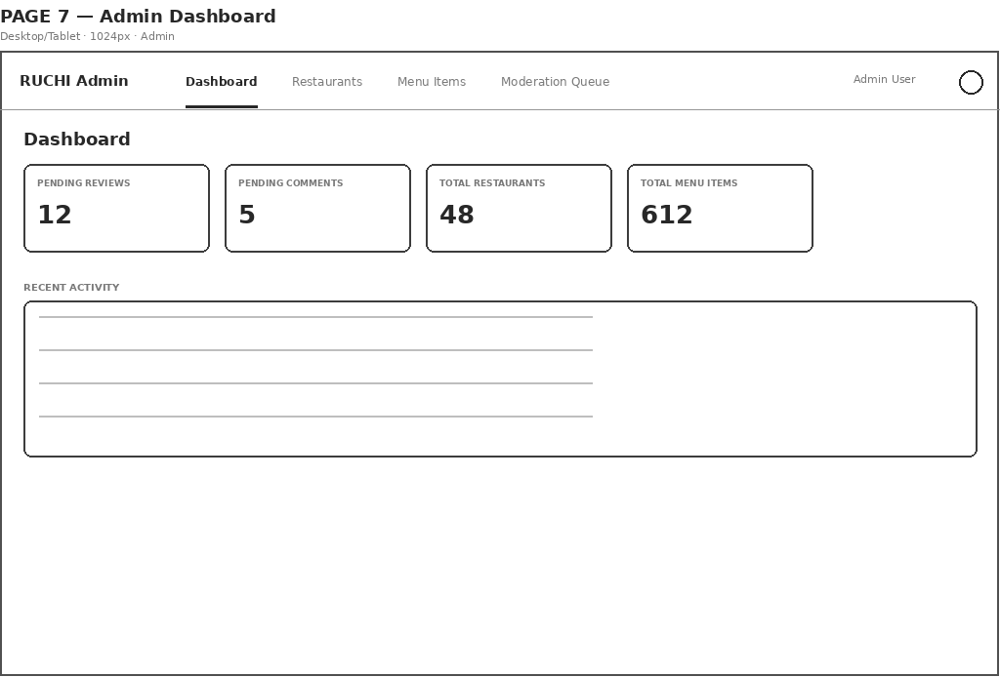 PAGE 7 — Admin Dashboard
Desktop/Tablet · 1024px · Admin
RUCHI Admin Dashboard Restaurants Menu Items Moderation Queue Admin User
Dashboard
PENDING REVIEWS PENDING COMMENTS TOTAL RESTAURANTS TOTAL MENU ITEMS
12 5 48 612
RECENT ACTIVITY